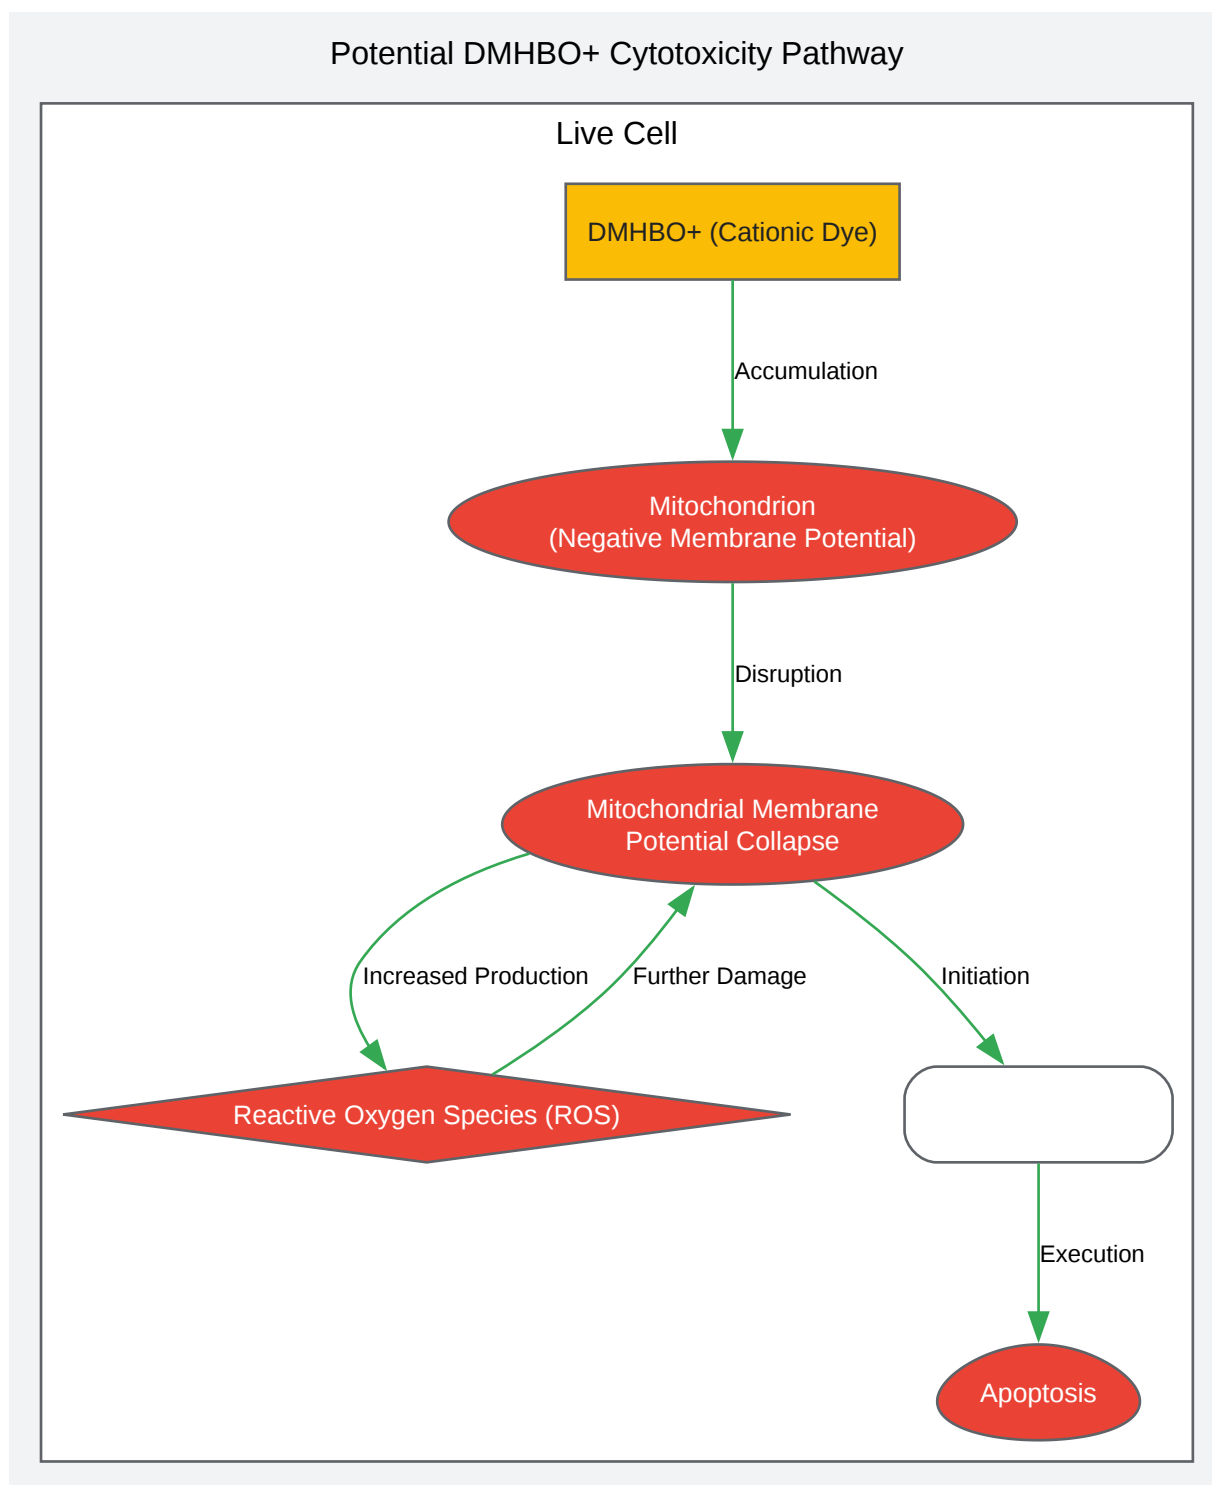 Potential DMHBO+ Cytotoxicity Pathway
Live Cell
DMHBO+ (Cationic Dye)
Accumulation
Mitochondrion
(Negative Membrane Potential)
Disruption
Mitochondrial Membrane
Potential Collapse
Increased Production
Further Damage
Initiation
Reactive Oxygen Species (ROS)
Execution
Apoptosis